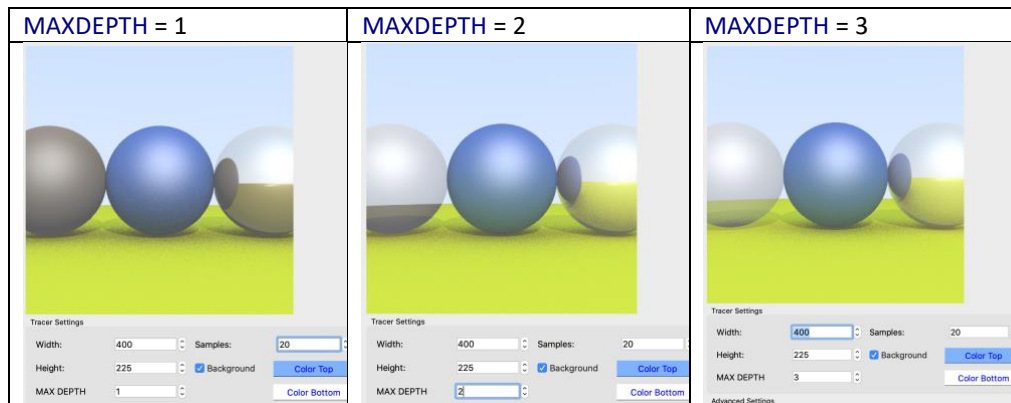 MAXDEPTH = 1
MAXDEPTH = 2
MAXDEPTH = 3
Tracer Settings
Width: 400 Samples: 20
Height: 225 Background Color Top
MAX DEPTH 1 Color Bottom
Tracer Settings
Width: 400 Samples: 20
Height: 225 Background Color Top
MAX DEPTH 2 Color Bottom
Tracer Settings
Width: 400 Samples: 20
Height: 225 Background Color Top
MAX DEPTH 3 Color Bottom
Advanced Settings